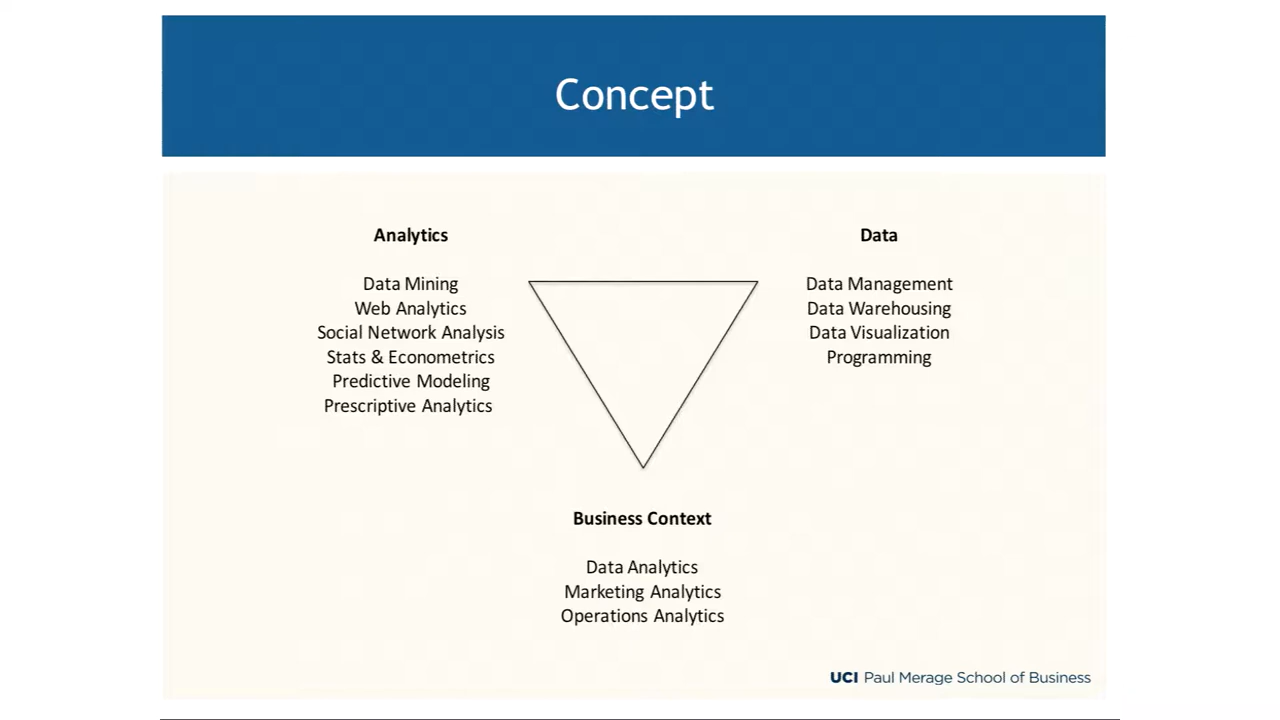 Concept
Analytics
Data Mining
Web Analytics
Social Network Analysis
Stats & Econometrics
Predictive Modeling
Prescriptive Analytics
Data
Data Management
Data Warehousing
Data Visualization
Programming
Business Context
Data Analytics
Marketing Analytics
Operations Analytics
UCI Paul Merage School of Business